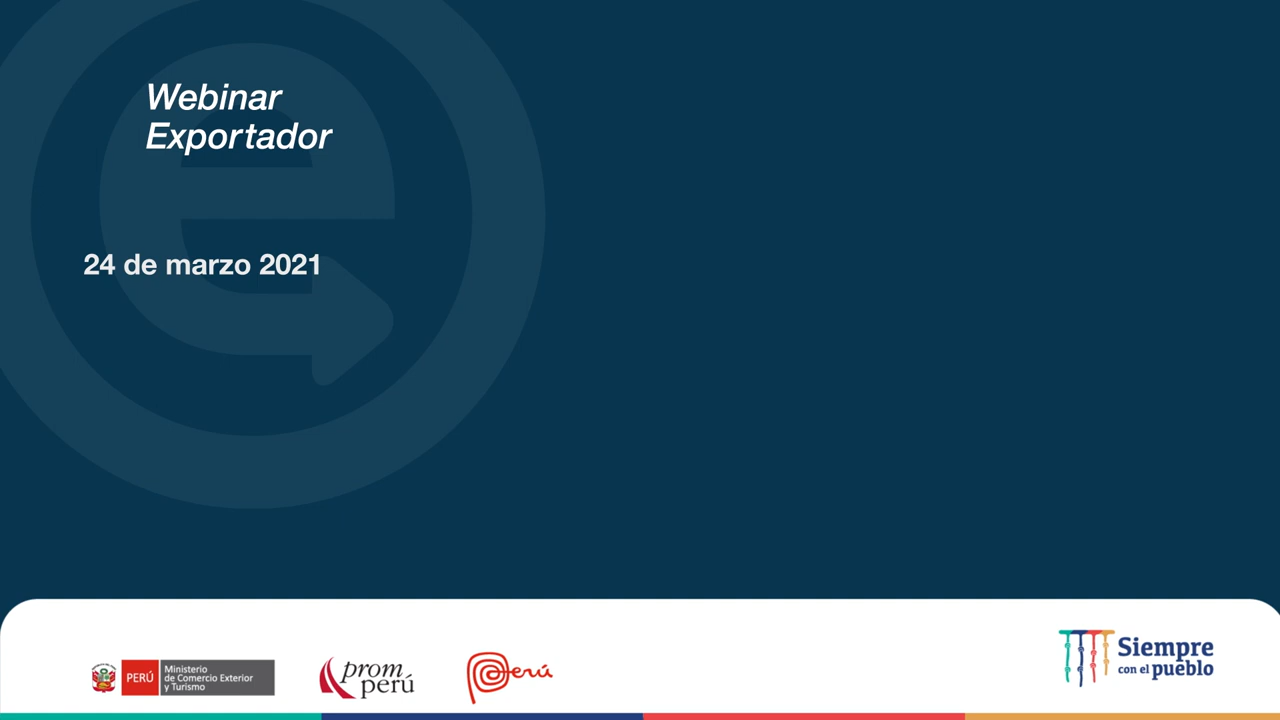 Webinar
Exportador
24 de marzo 2021
PERÚ
Ministerio
de Comercio Exterior
y Turismo
prom
perú
Perú
Siempre
con el pueblo